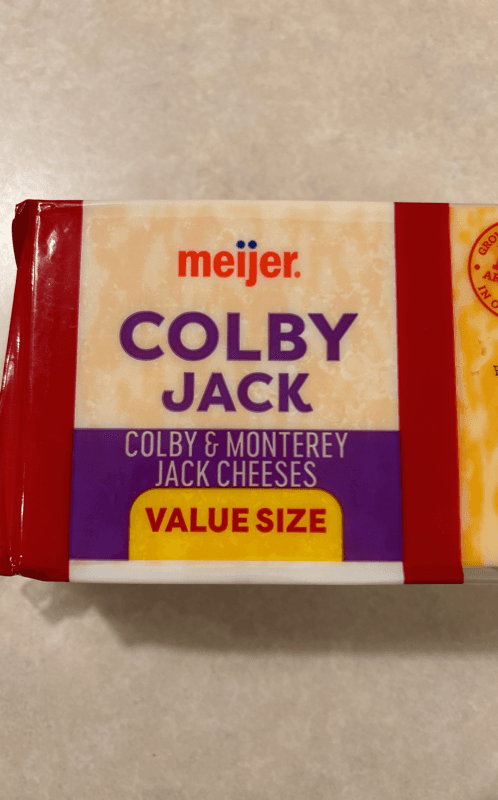 meijer.
COLBY
JACK
COLBY & MONTEREY
JACK CHEESES
VALUE SIZE